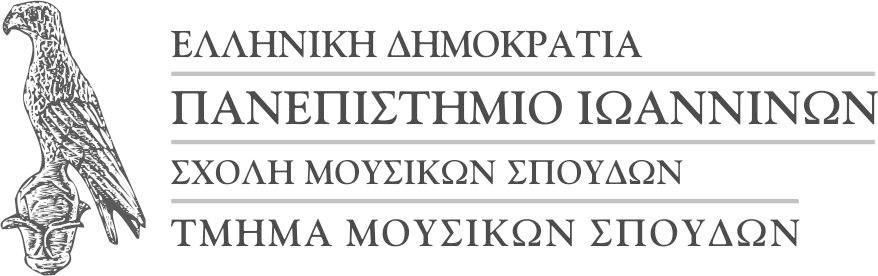 ΕΛΛΗΝΙΚΗ ΔΗΜΟΚΡΑΤΙΑ
ΠΑΝΕΠΙΣΤΗΜΙΟ ΙΩΑΝΝΙΝΩΝ
ΣΧΟΛΗ ΜΟΥΣΙΚΩΝ ΣΠΟΥΔΩΝ
ΤΜΗΜΑ ΜΟΥΣΙΚΩΝ ΣΠΟΥΔΩΝ